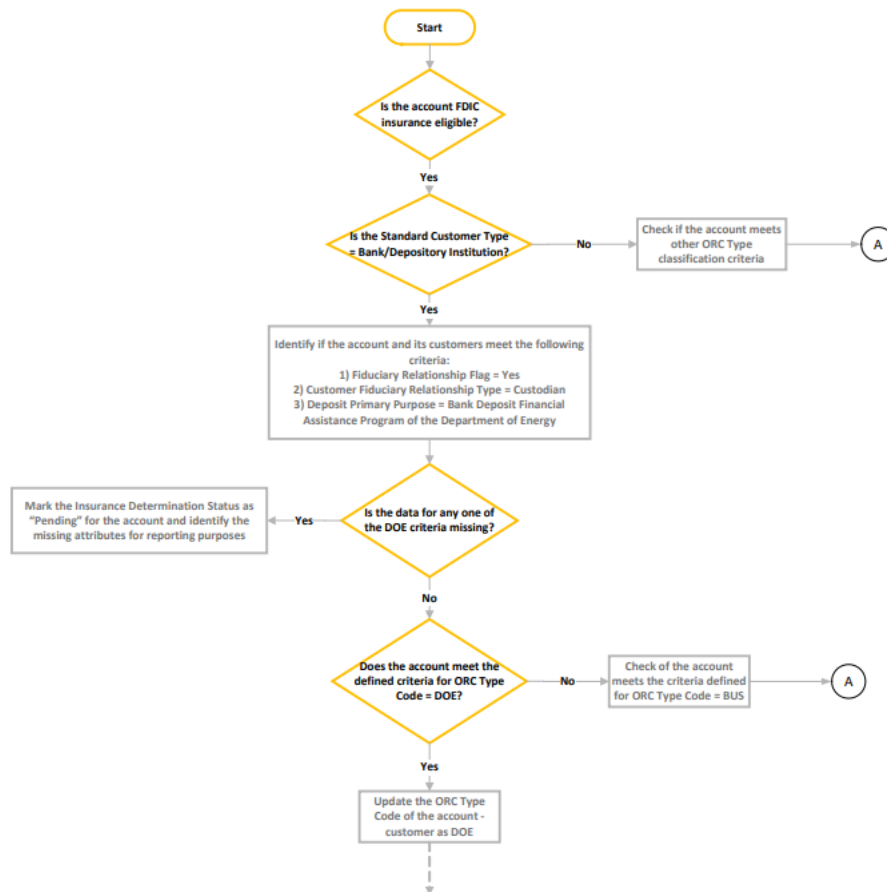 Start
Is the account FDIC
insurance eligible?
Yes
Is the Standard Customer Type
= Bank/Depository Institution?
No
Check if the account meets
other ORC Type
classification criteria
A
Yes
Identify if the account and its customers meet the following
criteria:
1) Fiduciary Relationship Flag = Yes
2) Customer Fiduciary Relationship Type = Custodian
3) Deposit Primary Purpose = Bank Deposit Financial
Assistance Program of the Department of Energy
Is the data for any one of
the DOE criteria missing?
Yes
Mark the Insurance Determination Status as
“Pending” for the account and identify the
missing attributes for reporting purposes
No
Does the account meet the
defined criteria for ORC Type
Code = DOE?
No
Check of the account
meets the criteria defined
for ORC Type Code = BUS
A
Yes
Update the ORC Type
Code of the account -
customer as DOE